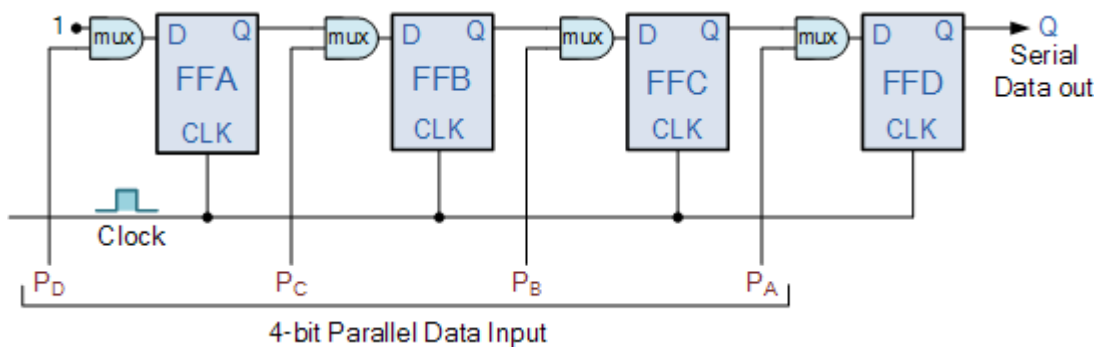 1 mux D Q mux D Q mux D Q mux D Q Q
FFA FFB FFC FFD Serial
Data out
CLK CLK CLK CLK
Clock
PD PC PB PA
4-bit Parallel Data Input